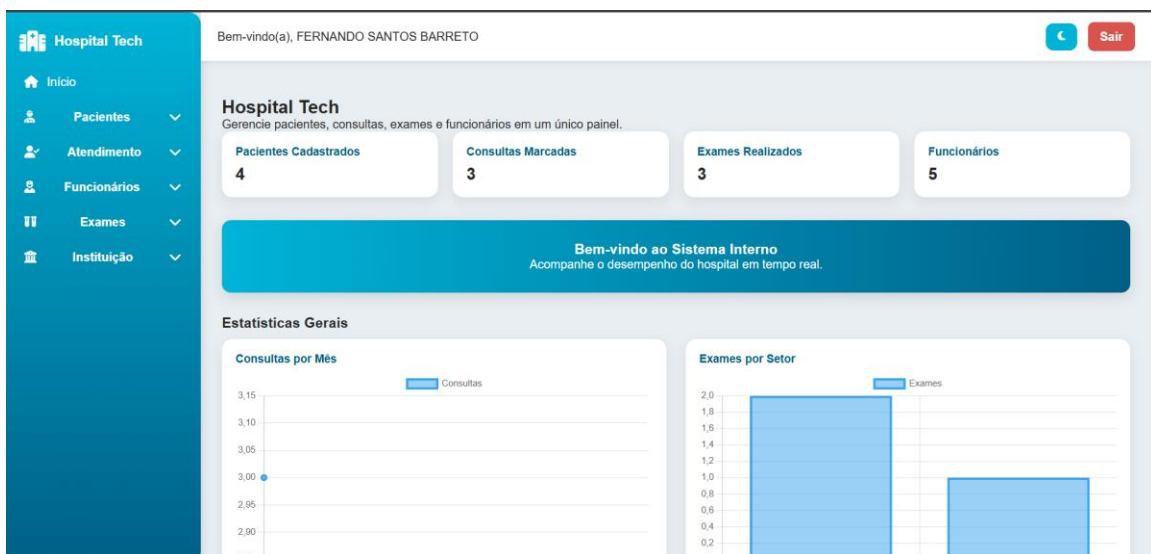 Hospital Tech
Bem-vindo(a), FERNANDO SANTOS BARRETO
Sair
Início
Pacientes
Atendimento
Funcionários
Exames
Instituição
Hospital Tech
Gerencie pacientes, consultas, exames e funcionários em um único painel.
Pacientes Cadastrados
4
Consultas Marcadas
3
Exames Realizados
3
Funcionários
5
Bem-vindo ao Sistema Interno
Acompanhe o desempenho do hospital em tempo real.
Estatísticas Gerais
Consultas por Mês
Consultas
3,15
3,10
3,05
3,00
2,95
2,90
Exames por Setor
Exames
2,0
1,8
1,6
1,4
1,2
1,0
0,8
0,6
0,4
0,2